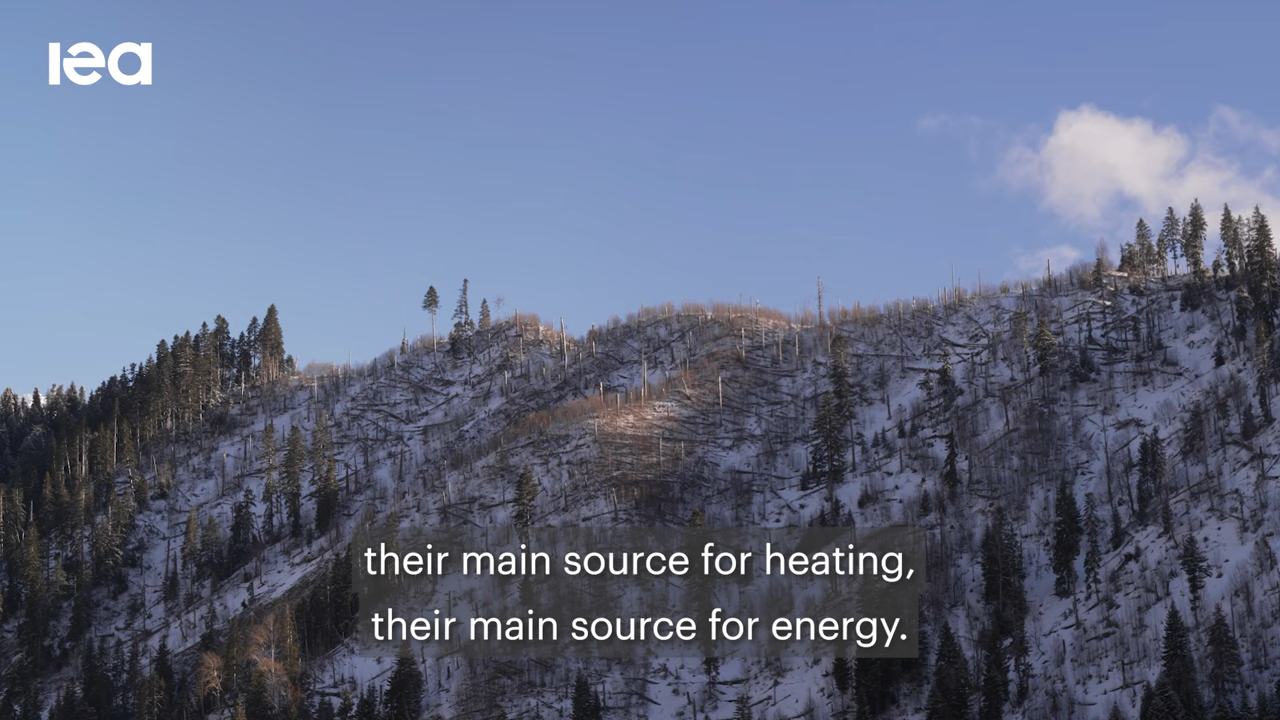 iea
their main source for heating,
their main source for energy.